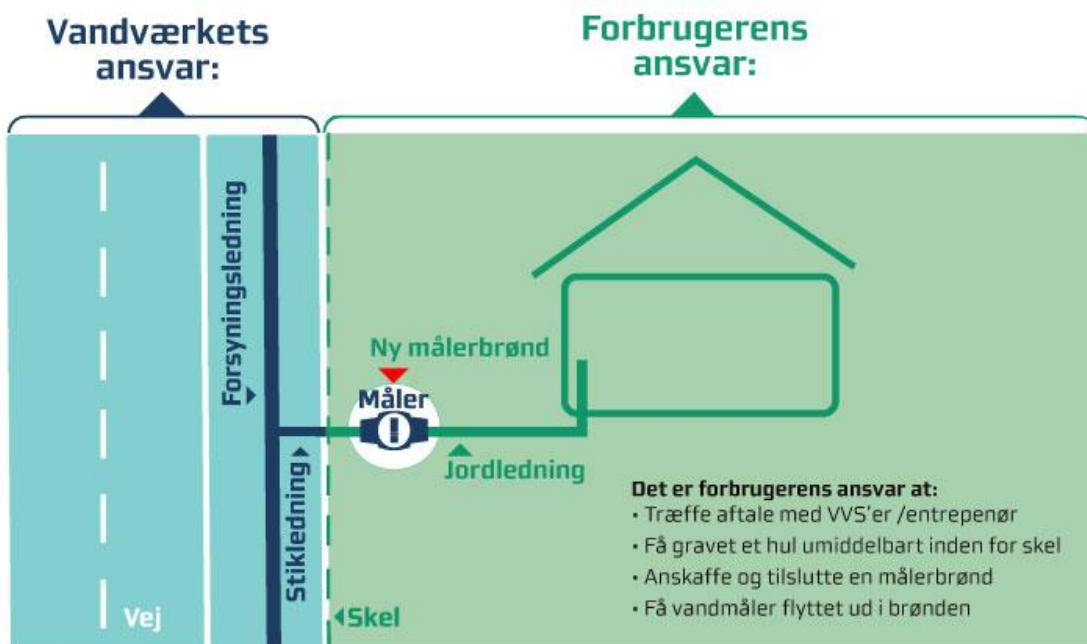 Vandværkets
ansvar:
Forbrugerens
ansvar:
Forsyningsledning
Ny målerbrønd
Måler
Jordledning
Stikledning
Det er forbrugerens ansvar at:
• Træffe aftale med VVS'er /entrepenør
• Få gravet et hul umiddelbart inden for skel
• Anskaffe og tilslutte en målerbrønd
• Få vandmåler flyttet ud i brønden
Vej
Skel